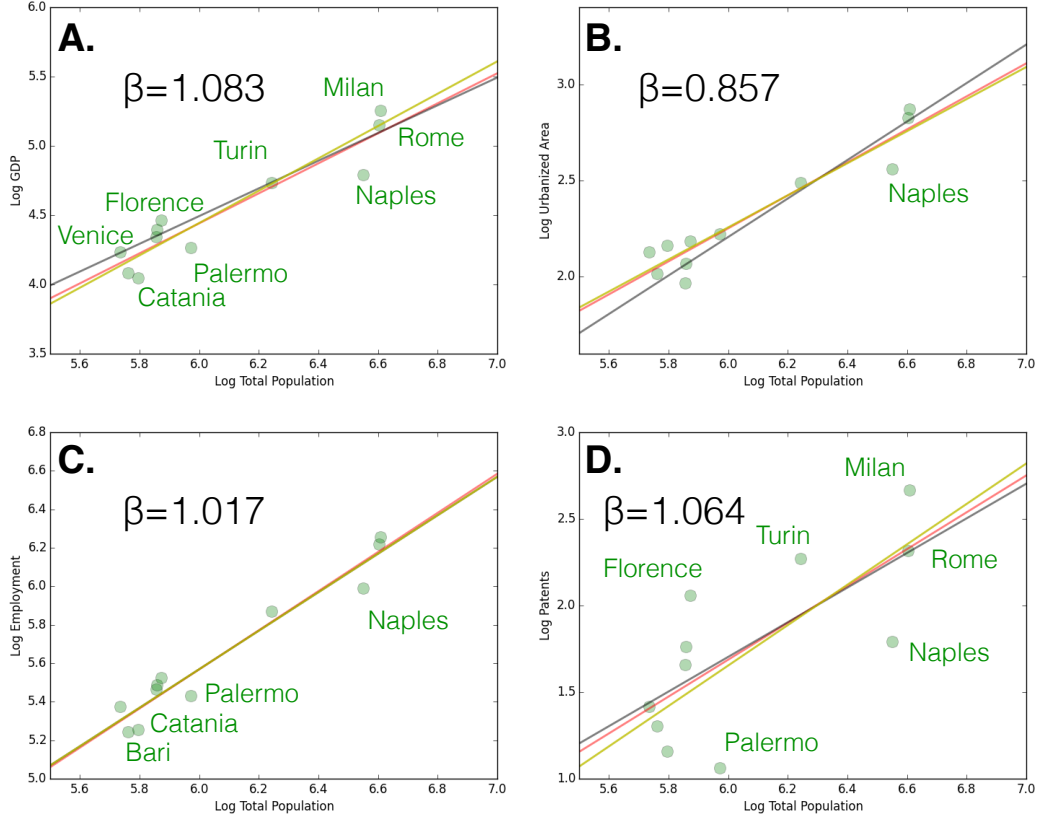 A.
β=1.083
Milan
Rome
Turin
Naples
Florence
Venice
Palermo
Catania
Log GDP
6.0
5.5
5.0
4.5
4.0
3.5
5.6 5.8 6.0 6.2 6.4 6.6 6.8 7.0
Log Total Population
B.
β=0.857
Naples
Log Urbanized Area
3.0
2.5
2.0
5.6 5.8 6.0 6.2 6.4 6.6 6.8 7.0
Log Total Population
C.
β=1.017
Naples
Palermo
Catania
Bari
Log Employment
6.8
6.6
6.4
6.2
6.0
5.8
5.6
5.4
5.2
5.0
5.6 5.8 6.0 6.2 6.4 6.6 6.8 7.0
Log Total Population
D.
β=1.064
Milan
Turin
Rome
Florence
Naples
Palermo
Log Patents
3.0
2.5
2.0
1.5
1.0
5.6 5.8 6.0 6.2 6.4 6.6 6.8 7.0
Log Total Population